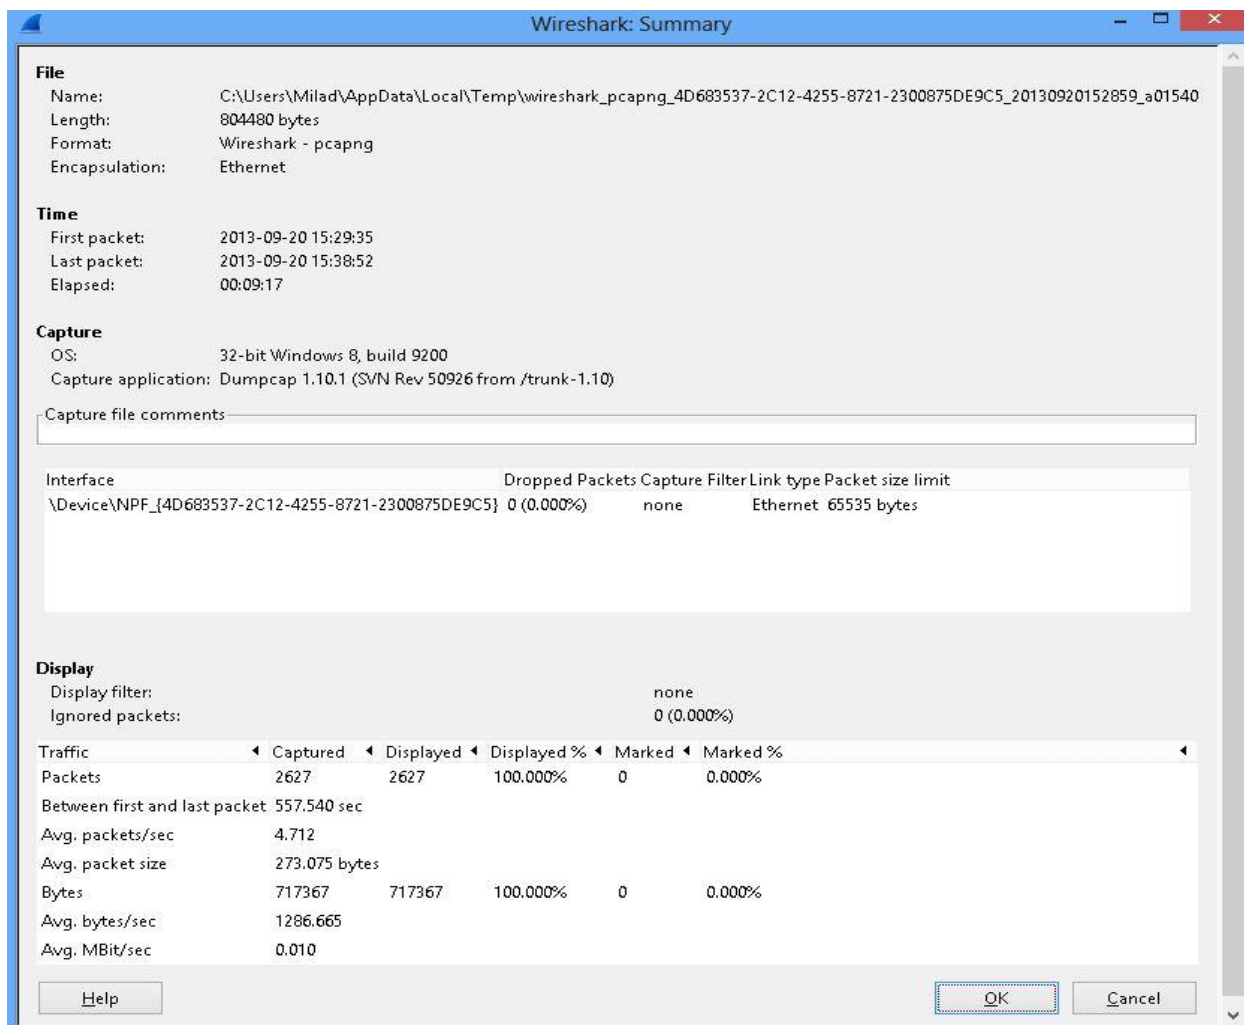 Wireshark: Summary
File
Name: C:\Users\Milad\AppData\Local\Temp\wireshark_pcapng_4D683537-2C12-4255-8721-2300875DE9C5_20130920152859_a01540
Length: 804480 bytes
Format: Wireshark - pcapng
Encapsulation: Ethernet
Time
First packet: 2013-09-20 15:29:35
Last packet: 2013-09-20 15:38:52
Elapsed: 00:09:17
Capture
OS: 32-bit Windows 8, build 9200
Capture application: Dumpcap 1.10.1 (SVN Rev 50926 from /trunk-1.10)
Capture file comments
Interface Dropped Packets Capture Filter Link type Packet size limit
\Device\NPF_{4D683537-2C12-4255-8721-2300875DE9C5} 0 (0.000%) none Ethernet 65535 bytes
Display
Display filter: none
Ignored packets: 0 (0.000%)
Traffic Captured Displayed Displayed % Marked Marked %
Packets 2627 2627 100.000% 0 0.000%
Between first and last packet 557.540 sec
Avg. packets/sec 4.712
Avg. packet size 273.075 bytes
Bytes 717367 717367 100.000% 0 0.000%
Avg. bytes/sec 1286.665
Avg. MBit/sec 0.010
Help OK Cancel